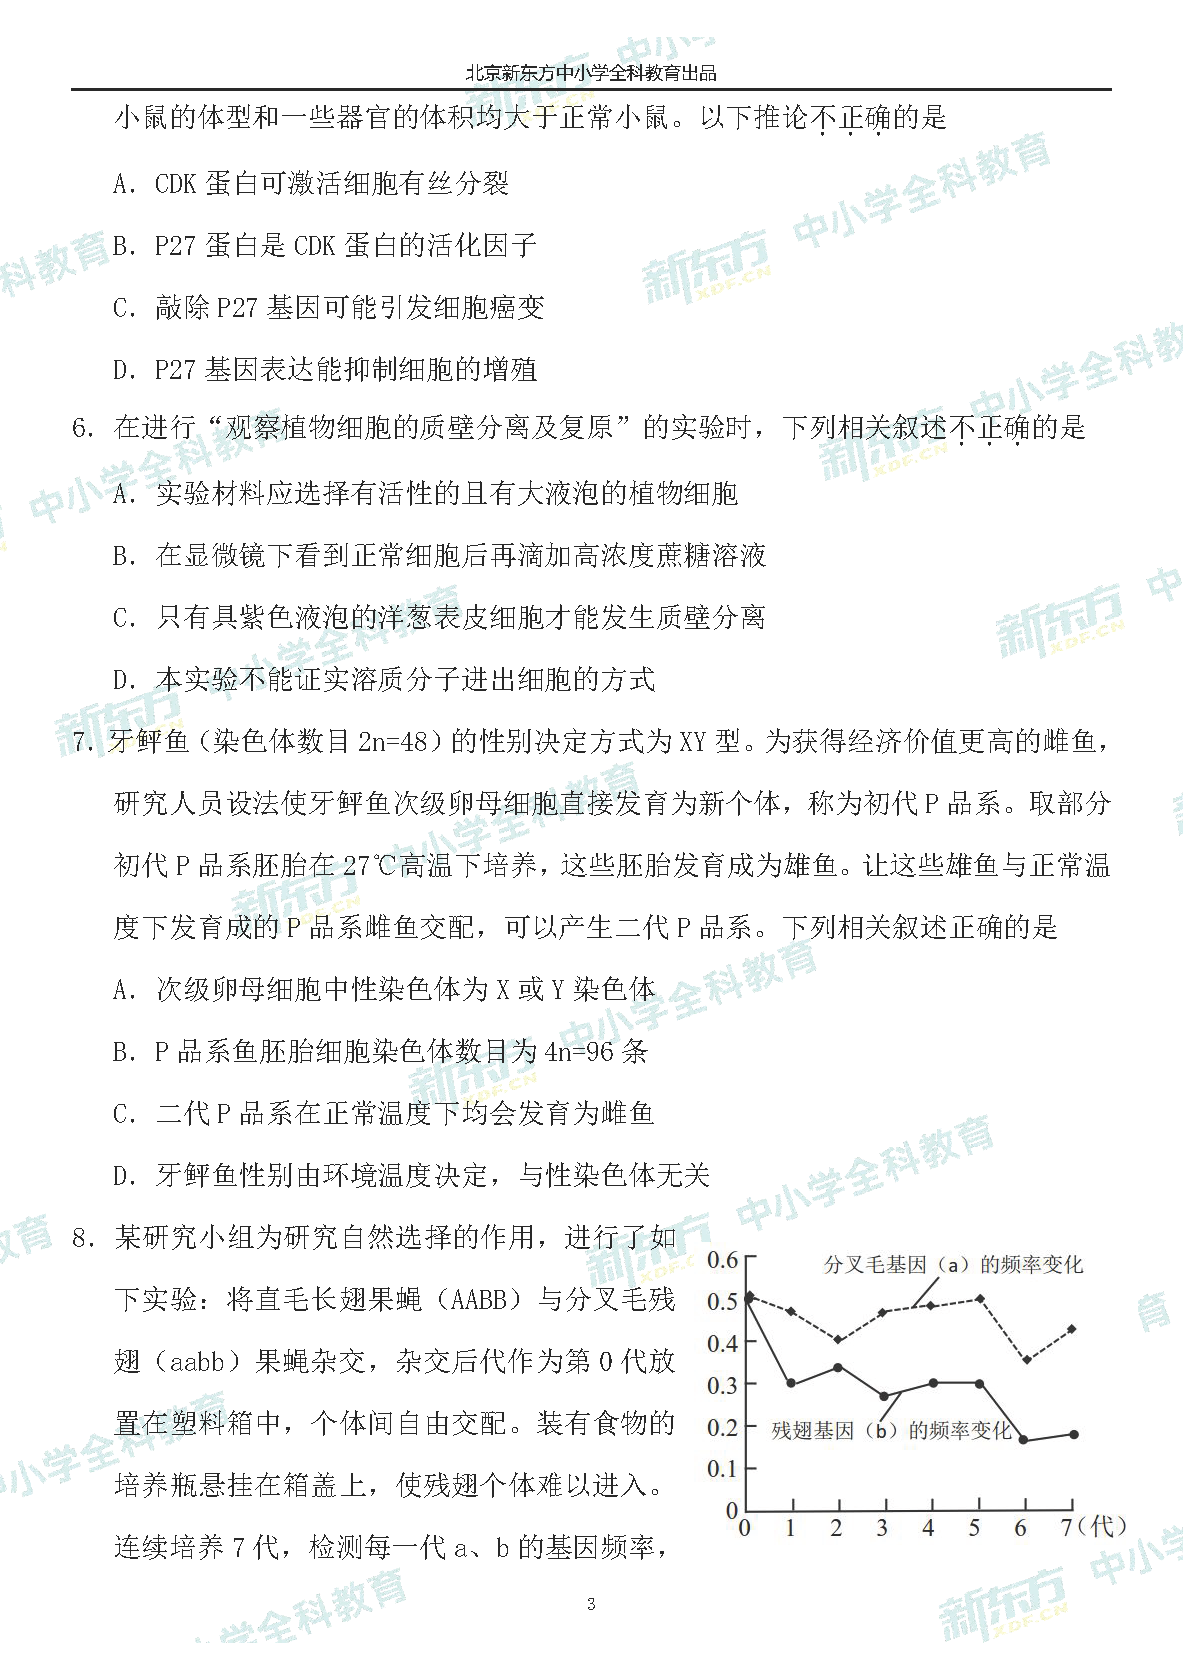 北京新东方中小学全科教育出品
小鼠的体型和一些器官的体积均大于正常小鼠。以下推论不正确的是
A．CDK 蛋白可激活细胞有丝分裂
B．P27 蛋白是 CDK 蛋白的活化因子
C．敲除 P27 基因可能引发细胞癌变
D．P27 基因表达能抑制细胞的增殖
6．在进行“观察植物细胞的质壁分离及复原”的实验时，下列相关叙述不正确的是
A．实验材料应选择有活性的且有大液泡的植物细胞
B．在显微镜下看到正常细胞后再滴加高浓度蔗糖溶液
C．只有具紫色液泡的洋葱表皮细胞才能发生质壁分离
D．本实验不能证实溶质分子进出细胞的方式
7．牙鲆鱼（染色体数目 2n=48）的性别决定方式为 XY 型。为获得经济价值更高的雌鱼，
研究人员设法使牙鲆鱼次级卵母细胞直接发育为新个体，称为初代 P 品系。取部分
初代 P 品系胚胎在 27℃高温下培养，这些胚胎发育成为雄鱼。让这些雄鱼与正常温
度下发育成的 P 品系雌鱼交配，可以产生二代 P 品系。下列相关叙述正确的是
A．次级卵母细胞中性染色体为 X 或 Y 染色体
B．P 品系鱼胚胎细胞染色体数目为 4n=96 条
C．二代 P 品系在正常温度下均会发育为雌鱼
D．牙鲆鱼性别由环境温度决定，与性染色体无关
8．某研究小组为研究自然选择的作用，进行了如
下实验：将直毛长翅果蝇（AABB）与分叉毛残
翅（aabb）果蝇杂交，杂交后代作为第 0 代放
置在塑料箱中，个体间自由交配。装有食物的
培养瓶悬挂在箱盖上，使残翅个体难以进入。
连续培养 7 代，检测每一代 a、b 的基因频率，
0.6
0.5
0.4
0.3
0.2
0.1
0
分叉毛基因（a）的频率变化
残翅基因（b）的频率变化
0 1 2 3 4 5 6 7（代）
3
新东方 XDF.CN 中小学全科教育